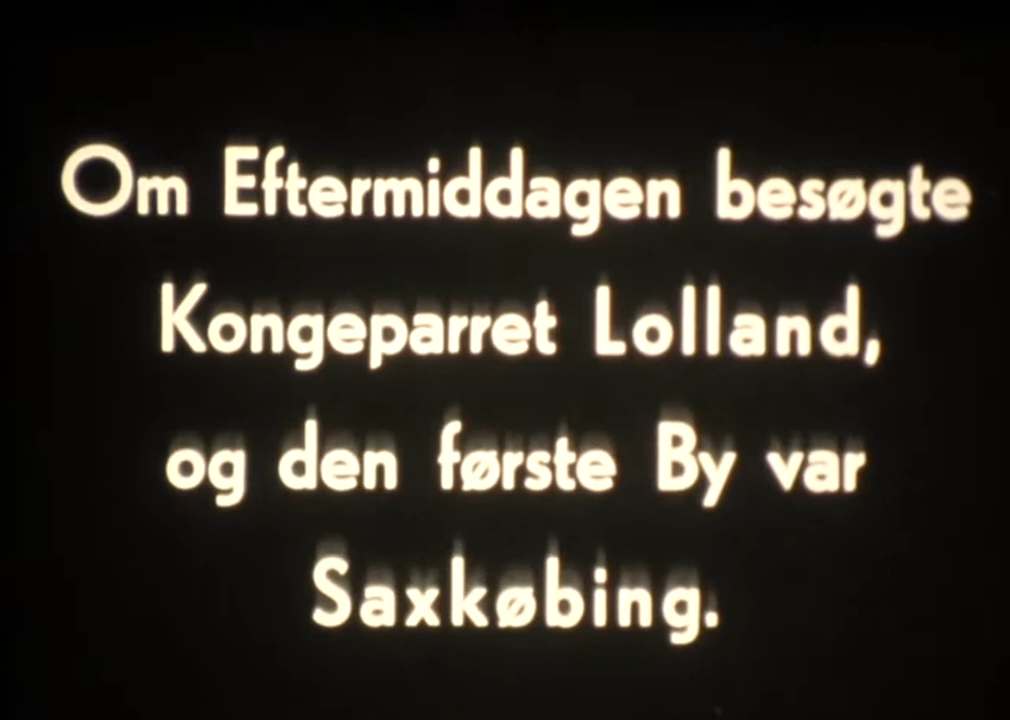 Om Eftermiddagen besøgte
Kongeparret Lolland,
og den første By var
Saxkøbing.